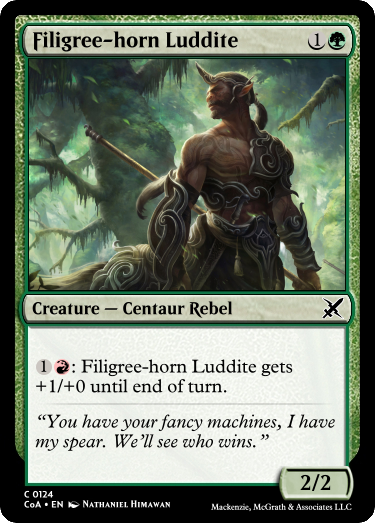 Filigree-horn Luddite 1
Creature — Centaur Rebel
1 : Filigree-horn Luddite gets
+1/+0 until end of turn.
“You have your fancy machines, I have
my spear. We’ll see who wins.”
2/2
C 0124
CoA • EN Nathaniel Himawan
Mackenzie, McGrath & Associates LLC